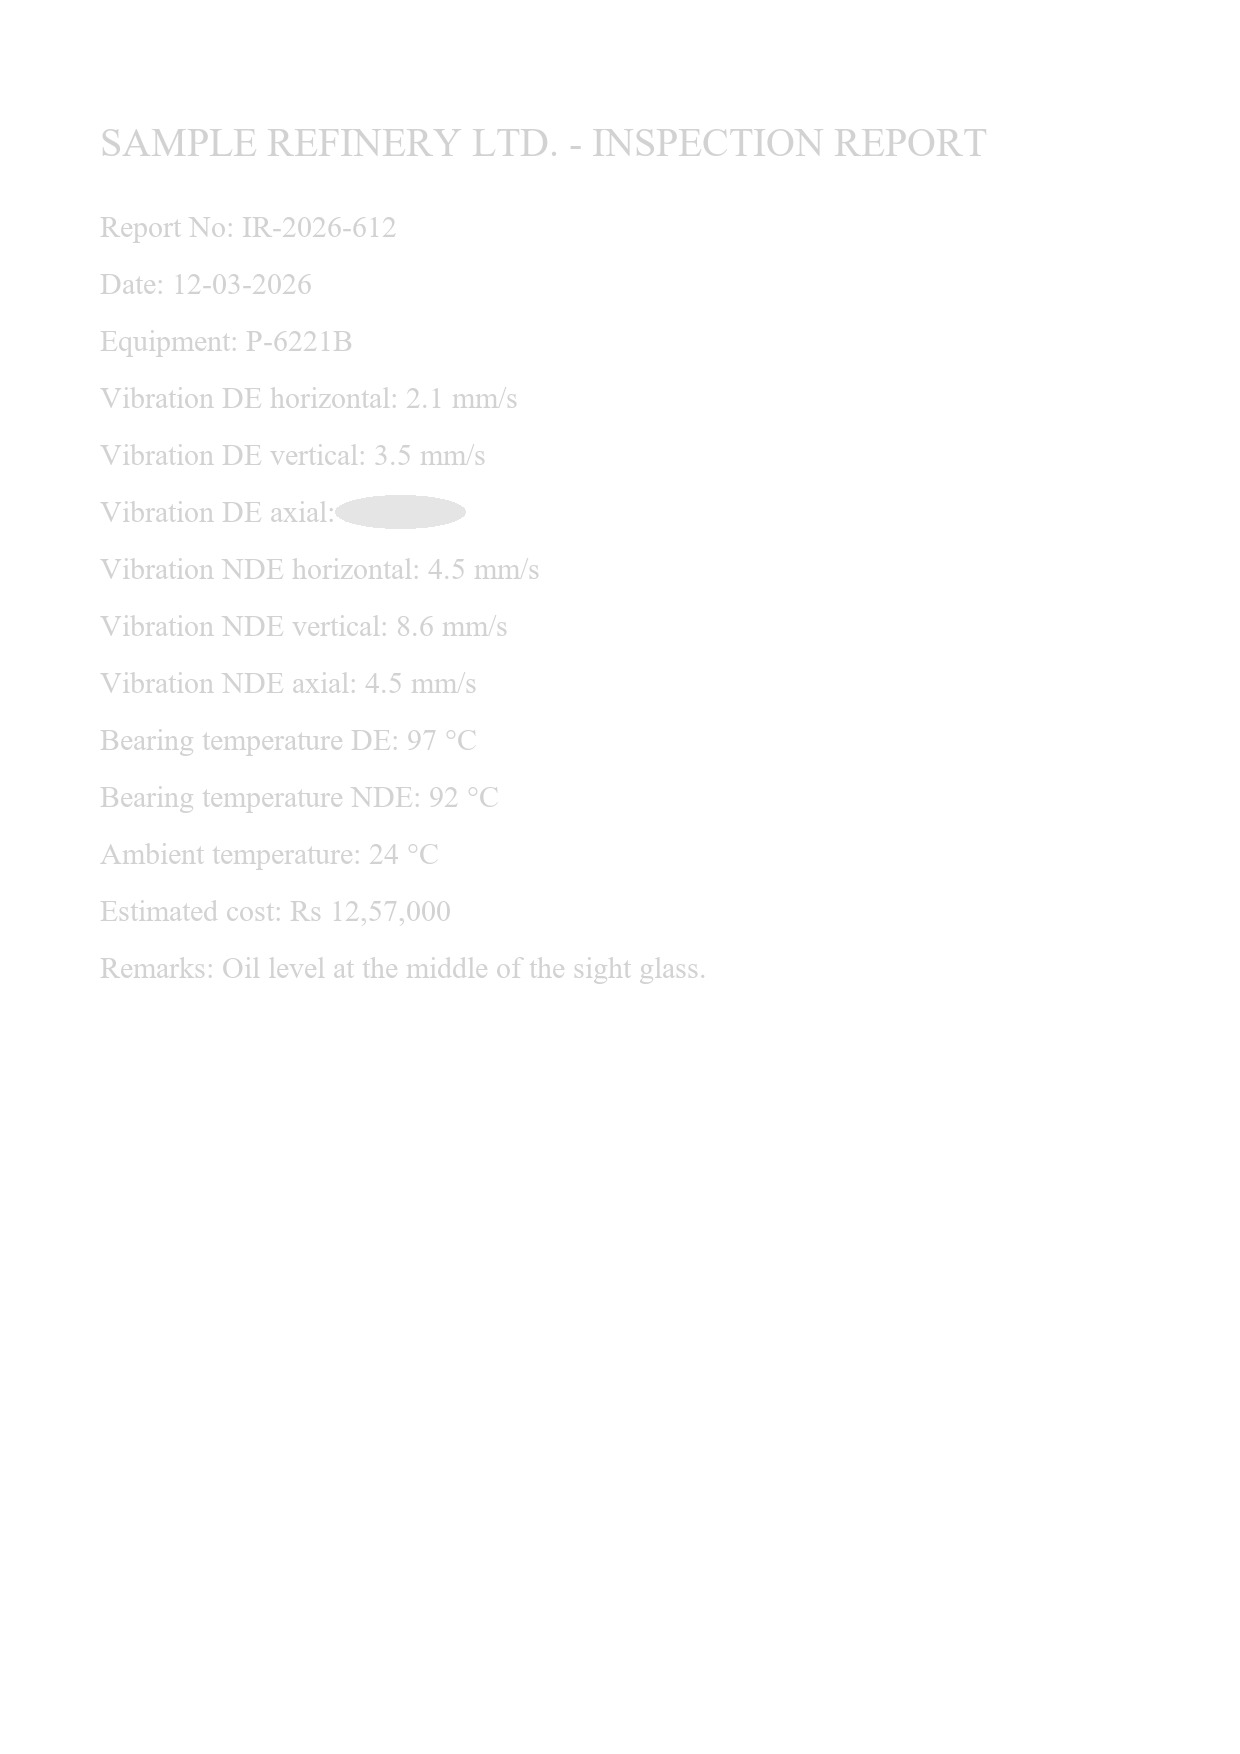 SAMPLE REFINERY LTD. - INSPECTION REPORT
Report No: IR-2026-612
Date: 12-03-2026
Equipment: P-6221B
Vibration DE horizontal: 2.1 mm/s
Vibration DE vertical: 3.5 mm/s
Vibration DE axial:
Vibration NDE horizontal: 4.5 mm/s
Vibration NDE vertical: 8.6 mm/s
Vibration NDE axial: 4.5 mm/s
Bearing temperature DE: 97 °C
Bearing temperature NDE: 92 °C
Ambient temperature: 24 °C
Estimated cost: Rs 12,57,000
Remarks: Oil level at the middle of the sight glass.